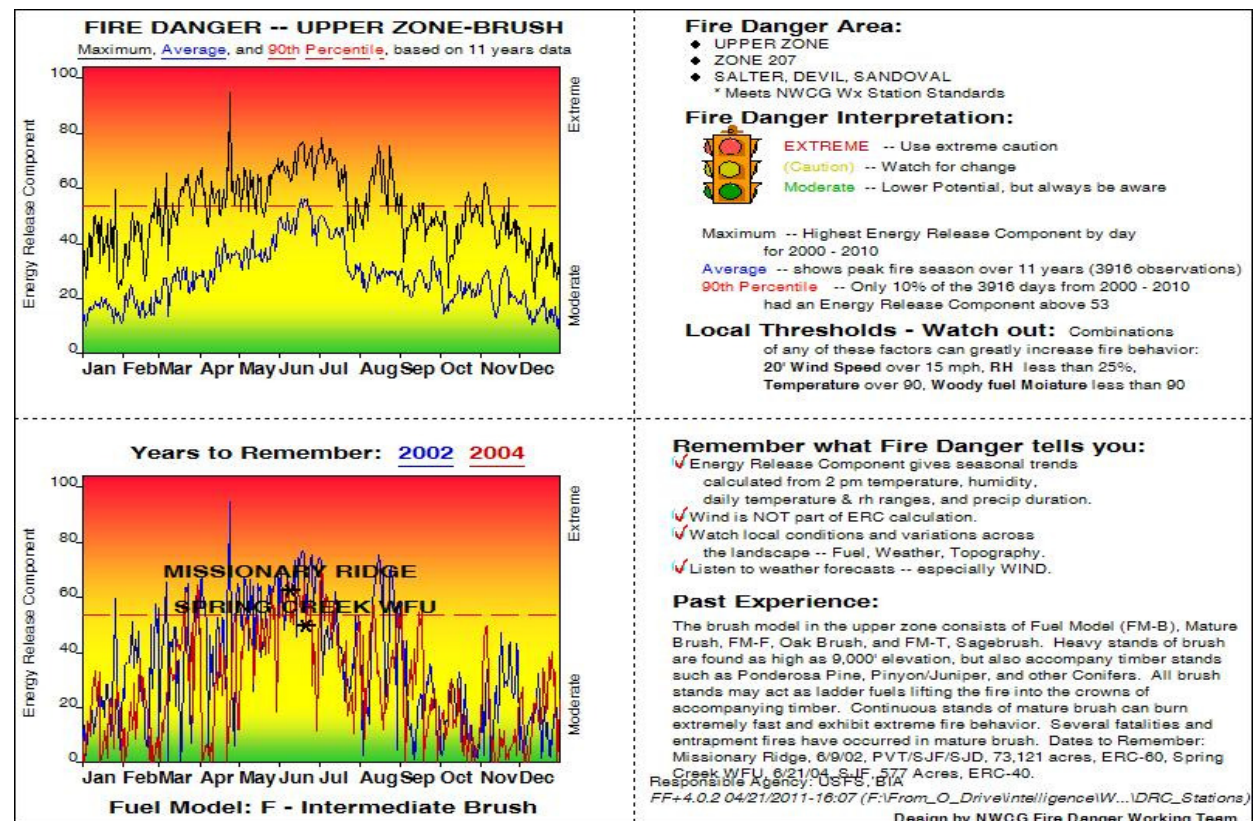 FIRE DANGER -- UPPER ZONE-BRUSH
Maximum, Average, and 90th Percentile, based on 11 years data
100
80
60
40
20
0
Energy Release Component
Extreme
Moderate
Jan Feb Mar Apr May Jun Jul Aug Sep Oct Nov Dec
Fire Danger Area:
◆ UPPER ZONE
◆ ZONE 207
◆ SALTER, DEVIL, SANDOVAL
* Meets NWCG Wx Station Standards
Fire Danger Interpretation:
EXTREME -- Use extreme caution
(Caution) -- Watch for change
Moderate -- Lower Potential, but always be aware
Maximum -- Highest Energy Release Component by day
for 2000 - 2010
Average -- shows peak fire season over 11 years (3916 observations)
90th Percentile -- Only 10% of the 3916 days from 2000 - 2010
had an Energy Release Component above 53
Local Thresholds - Watch out: Combinations
of any of these factors can greatly increase fire behavior:
20' Wind Speed over 15 mph, RH less than 25%,
Temperature over 90, Woody fuel Moisture less than 90
Years to Remember: 2002 2004
100
80
60
40
20
0
Energy Release Component
Extreme
Moderate
MISSIONARY RIDGE
SPRING CREEK WFU
Jan Feb Mar Apr May Jun Jul Aug Sep Oct Nov Dec
Fuel Model: F - Intermediate Brush
Remember what Fire Danger tells you:
Energy Release Component gives seasonal trends
calculated from 2 pm temperature, humidity,
daily temperature & rh ranges, and precip duration.
Wind is NOT part of ERC calculation.
Watch local conditions and variations across
the landscape -- Fuel, Weather, Topography.
Listen to weather forecasts -- especially WIND.
Past Experience:
The brush model in the upper zone consists of Fuel Model (FM-B), Mature
Brush, FM-F, Oak Brush, and FM-T, Sagebrush. Heavy stands of brush
are found as high as 9,000' elevation, but also accompany timber stands
such as Ponderosa Pine, Pinyon/Juniper, and other Conifers. All brush
stands may act as ladder fuels lifting the fire into the crowns of
accompanying timber. Continuous stands of mature brush can burn
extremely fast and exhibit extreme fire behavior. Several fatalities and
entrapment fires have occurred in mature brush. Dates to Remember:
Missionary Ridge, 6/9/02, PVT/SJF/SJD, 73,121 acres, ERC-60, Spring
Creek WFU, 6/21/04, SJF, 577 Acres, ERC-40.
Responsible Agency: USFS, BIA
FF+4.0.2 04/21/2011-16:07 (F:\From_O_Drive\intelligence\W...\DRC_Stations)
Design by NWCG Fire Danger Working Team